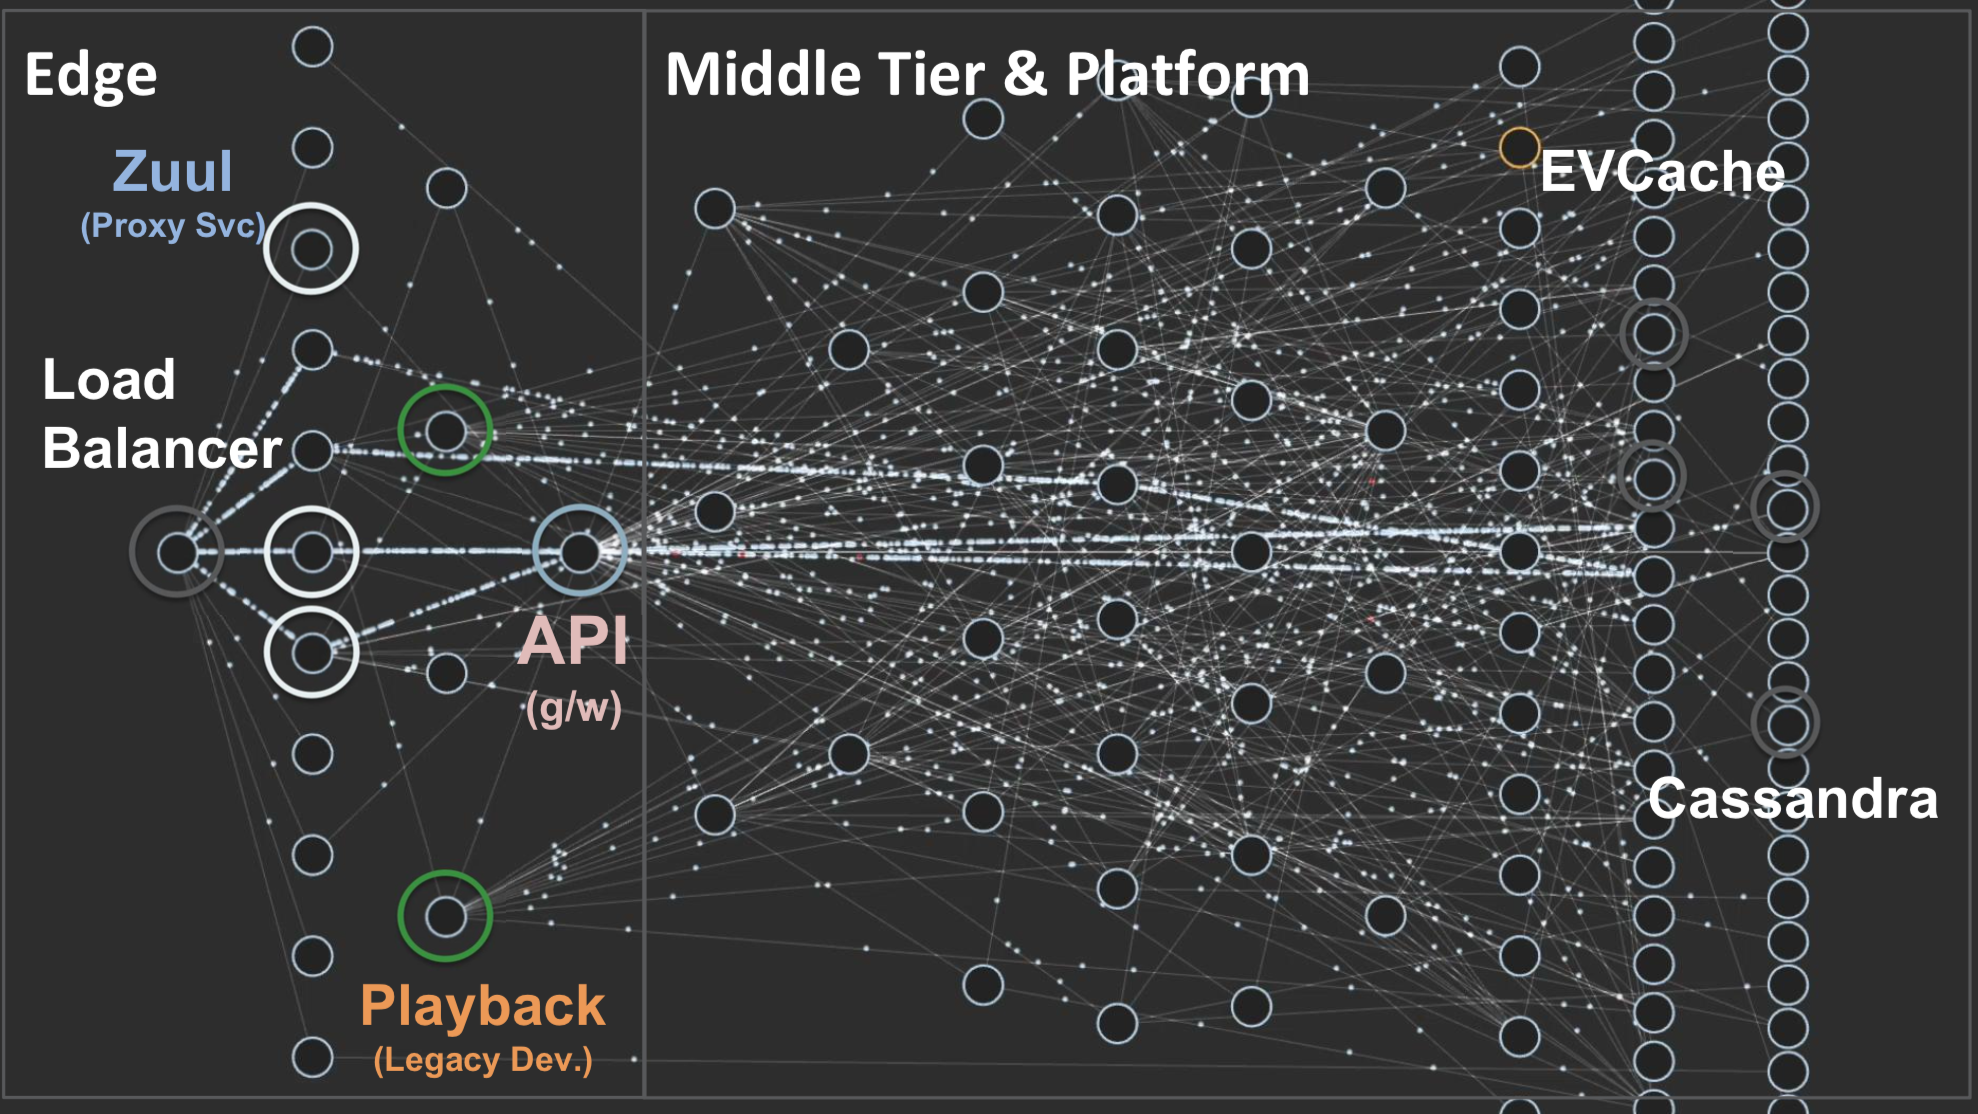 Edge
Zuul
(Proxy Svc)
Load
Balancer
API
(g/w)
Playback
(Legacy Dev.)
Middle Tier & Platform
EVCache
Cassandra